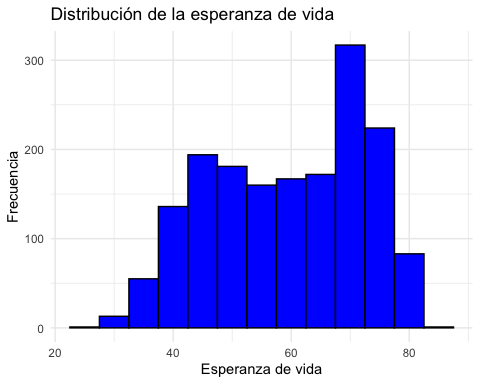 Distribución de la esperanza de vida
300
200
100
0
Frecuencia
20 40 60 80
Esperanza de vida